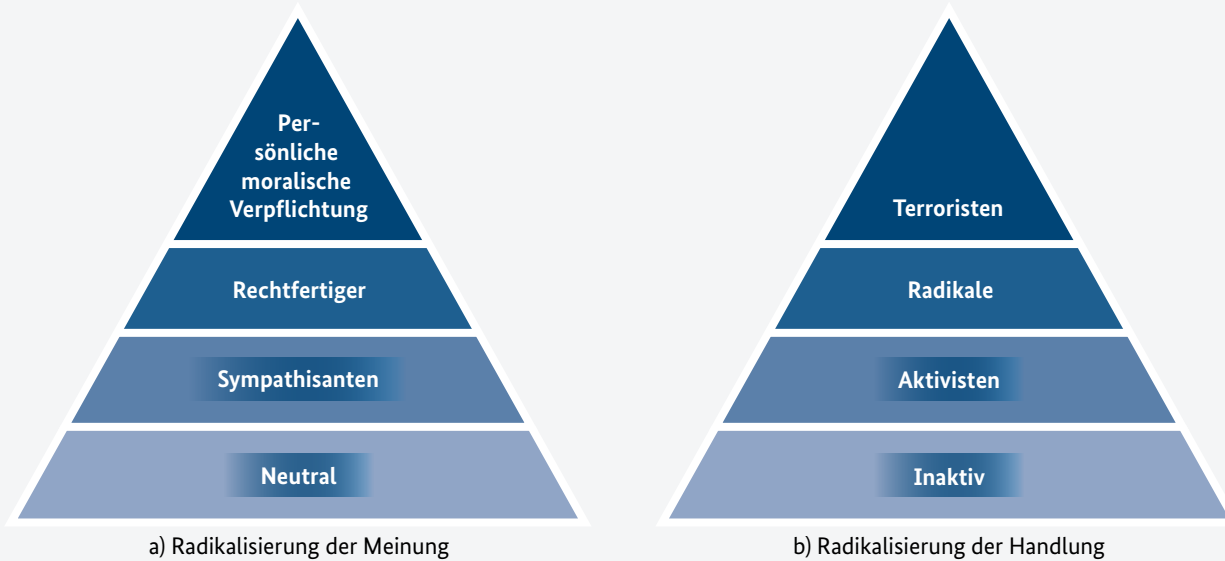 Per-
sönliche
moralische
Verpflichtung
Rechtfertiger
Sympathisanten
Neutral
a) Radikalisierung der Meinung
Terroristen
Radikale
Aktivisten
Inaktiv
b) Radikalisierung der Handlung